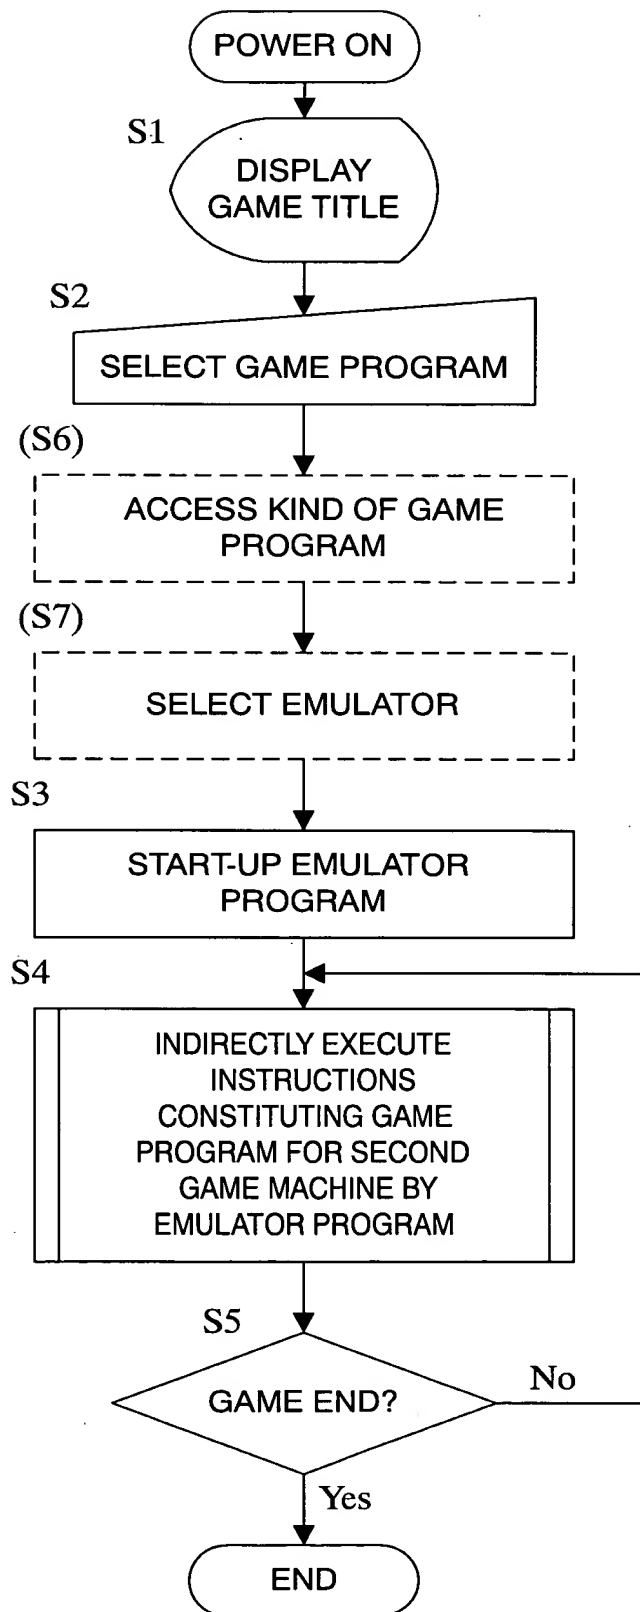 POWER ON
S1
DISPLAY
GAME TITLE
S2
SELECT GAME PROGRAM
(S6)
ACCESS KIND OF GAME
PROGRAM
(S7)
SELECT EMULATOR
S3
START-UP EMULATOR
PROGRAM
S4
INDIRECTLY EXECUTE
INSTRUCTIONS
CONSTITUTING GAME
PROGRAM FOR SECOND
GAME MACHINE BY
EMULATOR PROGRAM
S5
GAME END?
No
Yes
END